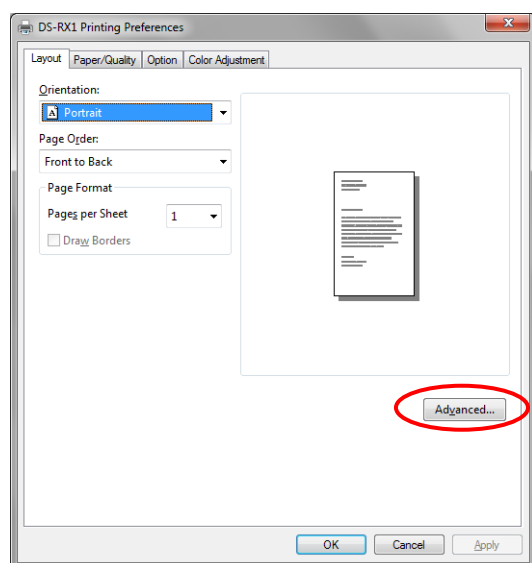 DS-RX1 Printing Preferences
Layout Paper/Quality Option Color Adjustment
Orientation:
A Portrait
Page Order:
Front to Back
Page Format
Pages per Sheet 1
Draw Borders
Advanced...
OK Cancel Apply